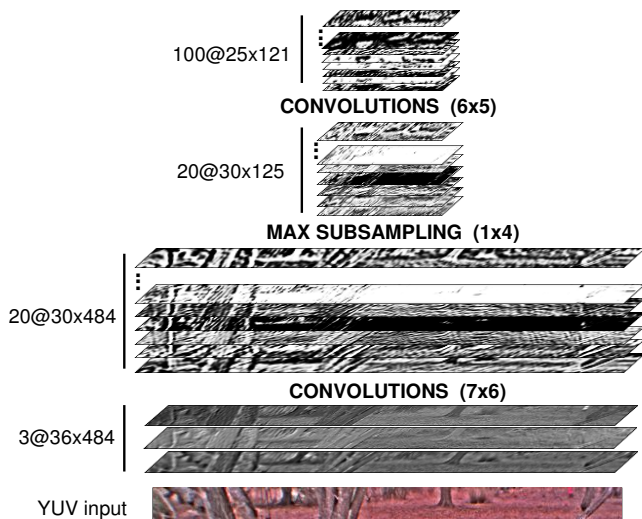 100@25x121
CONVOLUTIONS (6x5)
20@30x125
MAX SUBSAMPLING (1x4)
20@30x484
CONVOLUTIONS (7x6)
3@36x484
YUV input